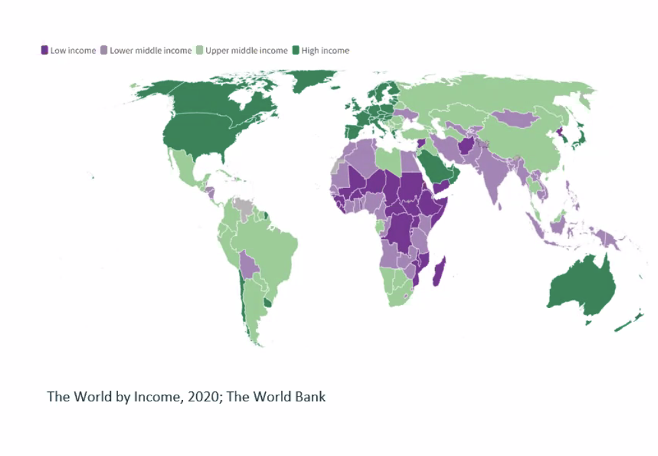 Low income Lower middle income Upper middle income High income
The World by Income, 2020; The World Bank